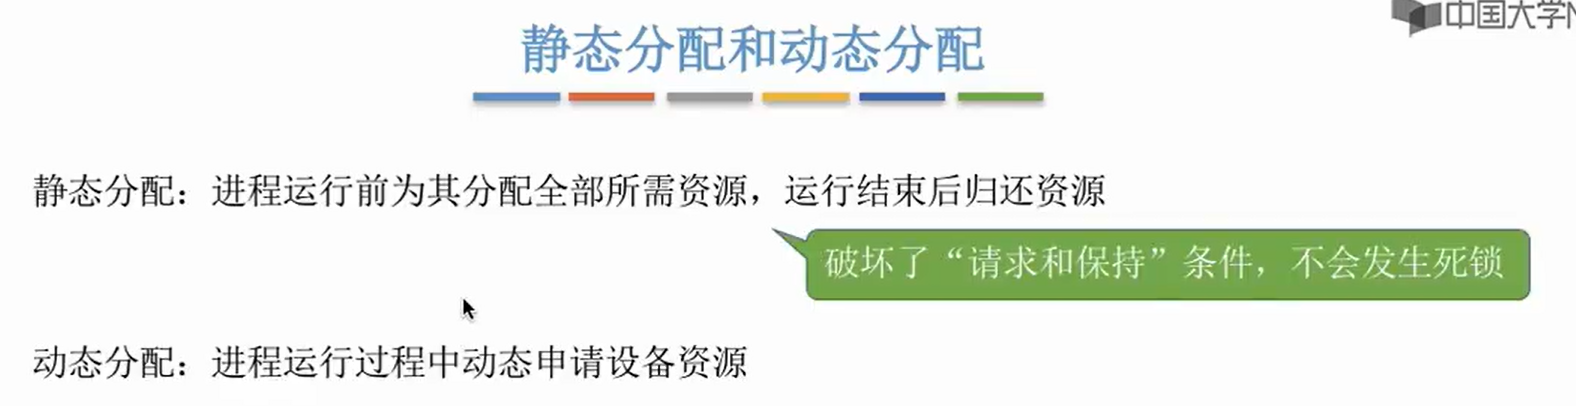 中国大学
静态分配和动态分配
静态分配：进程运行前为其分配全部所需资源，运行结束后归还资源
破坏了“请求和保持”条件，不会发生死锁
动态分配：进程运行过程中动态申请设备资源